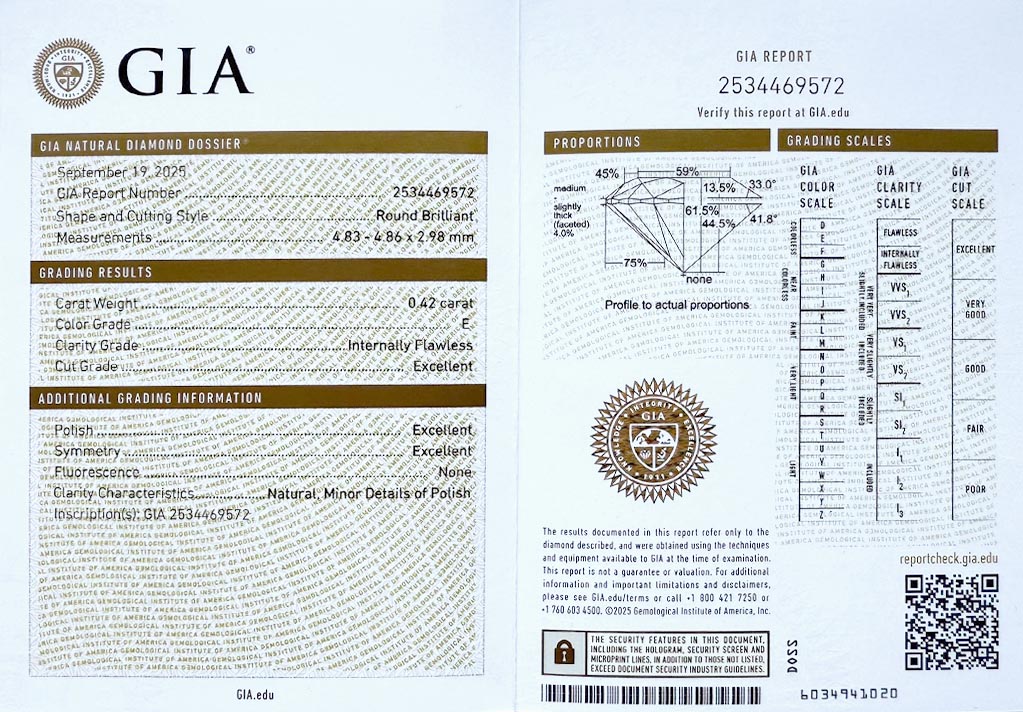 GIA®
GIA NATURAL DIAMOND DOSSIER®
September 19, 2025
GIA Report Number 2534469572
Shape and Cutting Style Round Brilliant
Measurements 4.83 - 4.86 x 2.98 mm
GRADING RESULTS
Carat Weight 0.42 carat
Color Grade E
Clarity Grade Internally Flawless
Cut Grade Excellent
ADDITIONAL GRADING INFORMATION
Polish Excellent
Symmetry Excellent
Fluorescence None
Clarity Characteristics Natural, Minor Details of Polish
Inscription(s): GIA 2534469572
GIA.edu
GIA REPORT
2534469572
Verify this report at GIA.edu
PROPORTIONS
45%
59%
medium
13.5%
33.0°
slightly
thick
(faceted)
4.0%
61.5%
44.5%
41.8°
75%
none
Profile to actual proportions
INTEGRITY
GIA
1931
The results documented in this report refer only to the
diamond described, and were obtained using the techniques
and equipment available to GIA at the time of examination.
This report is not a guarantee or valuation. For additional
information and important limitations and disclaimers,
please see GIA.edu/terms or call +1 800 421 7250 or
+1 760 603 4500. ©2025 Gemological Institute of America, Inc.
THE SECURITY FEATURES IN THIS DOCUMENT,
INCLUDING THE HOLOGRAM, SECURITY SCREEN AND
MICROPRINT LINES, IN ADDITION TO THOSE NOT LISTED,
EXCEED DOCUMENT SECURITY INDUSTRY GUIDELINES.
GRADING SCALES
GIA
COLOR
SCALE
COLORLESS
D
E
F
NEAR COLORLESS
G
H
I
J
FAINT
K
L
M
VERY LIGHT
N
O
P
Q
R
LIGHT
S
T
U
V
W
X
Y
Z
GIA
CLARITY
SCALE
FLAWLESS
INTERNALLY
FLAWLESS
VERY VERY
SLIGHTLY INCLUDED
VVS1
VVS2
VERY SLIGHTLY
INCLUDED
VS1
VS2
SLIGHTLY
INCLUDED
SI1
SI2
INCLUDED
I1
I2
I3
GIA
CUT
SCALE
EXCELLENT
VERY
GOOD
GOOD
FAIR
POOR
reportcheck.gia.edu
6034941020